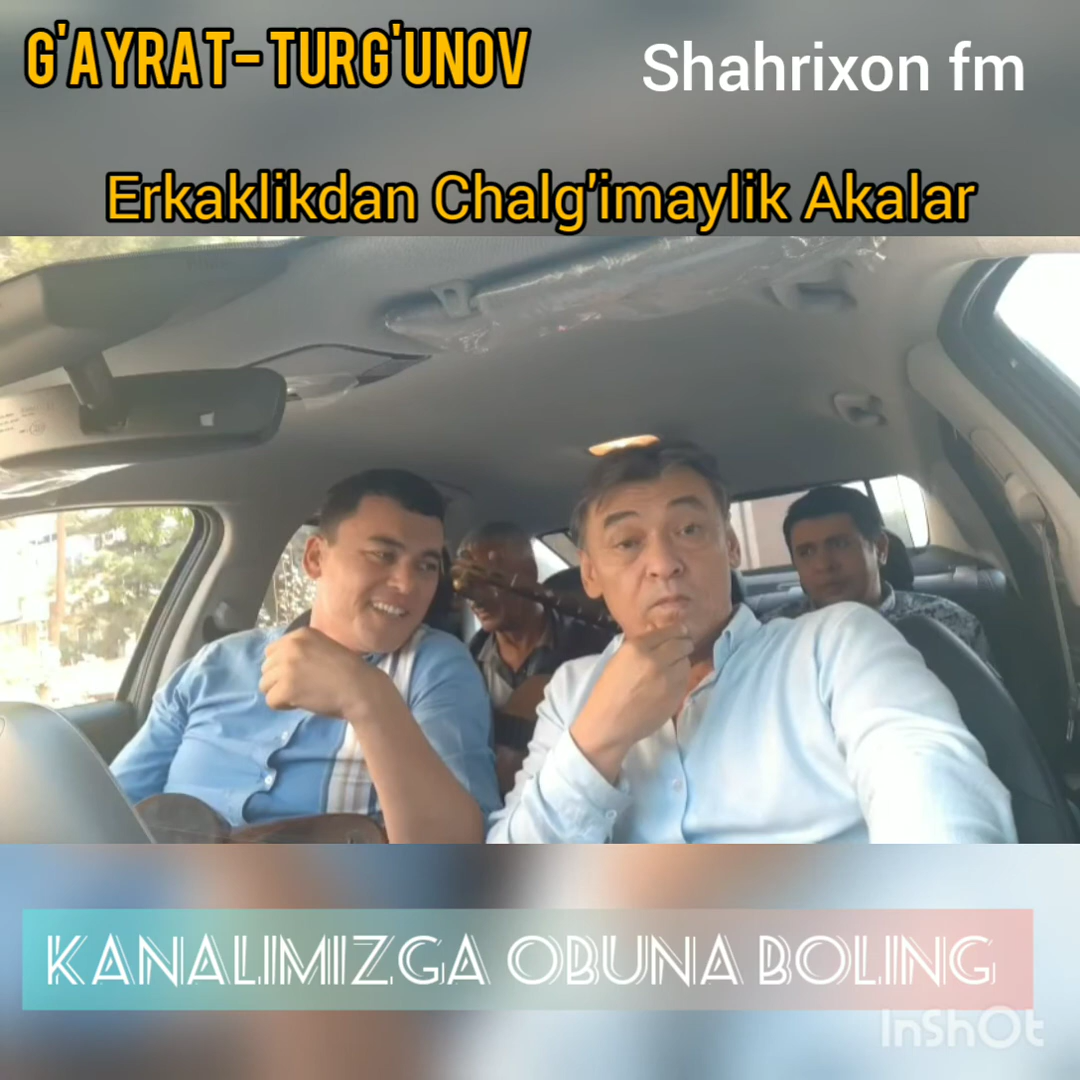 G'AYRAT- TURG'UNOV
Shahrixon fm
Erkaklikdan Chalg'imaylik Akalar
KANALIMIZGA OBUNA BOLING
InShOt